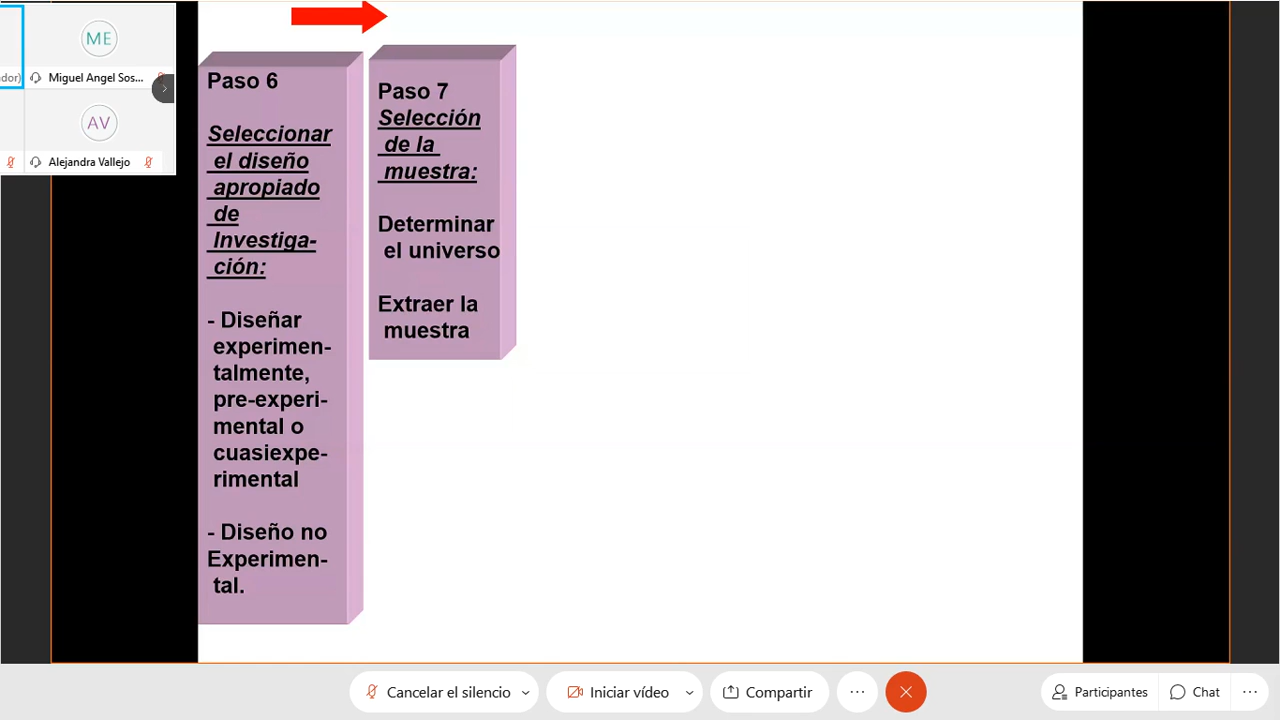 ME
dor)
Miguel Angel Sos...
AV
Alejandra Vallejo
Paso 6
Seleccionar
el diseño
apropiado
de
Investiga-
ción:
- Diseñar
experimen-
talmente,
pre-experi-
mental o
cuasiexpe-
rimental
- Diseño no
Experimen-
tal.
Paso 7
Selección
de la
muestra:
Determinar
el universo
Extraer la
muestra
Cancelar el silencio
Iniciar vídeo
Compartir
Participantes
Chat